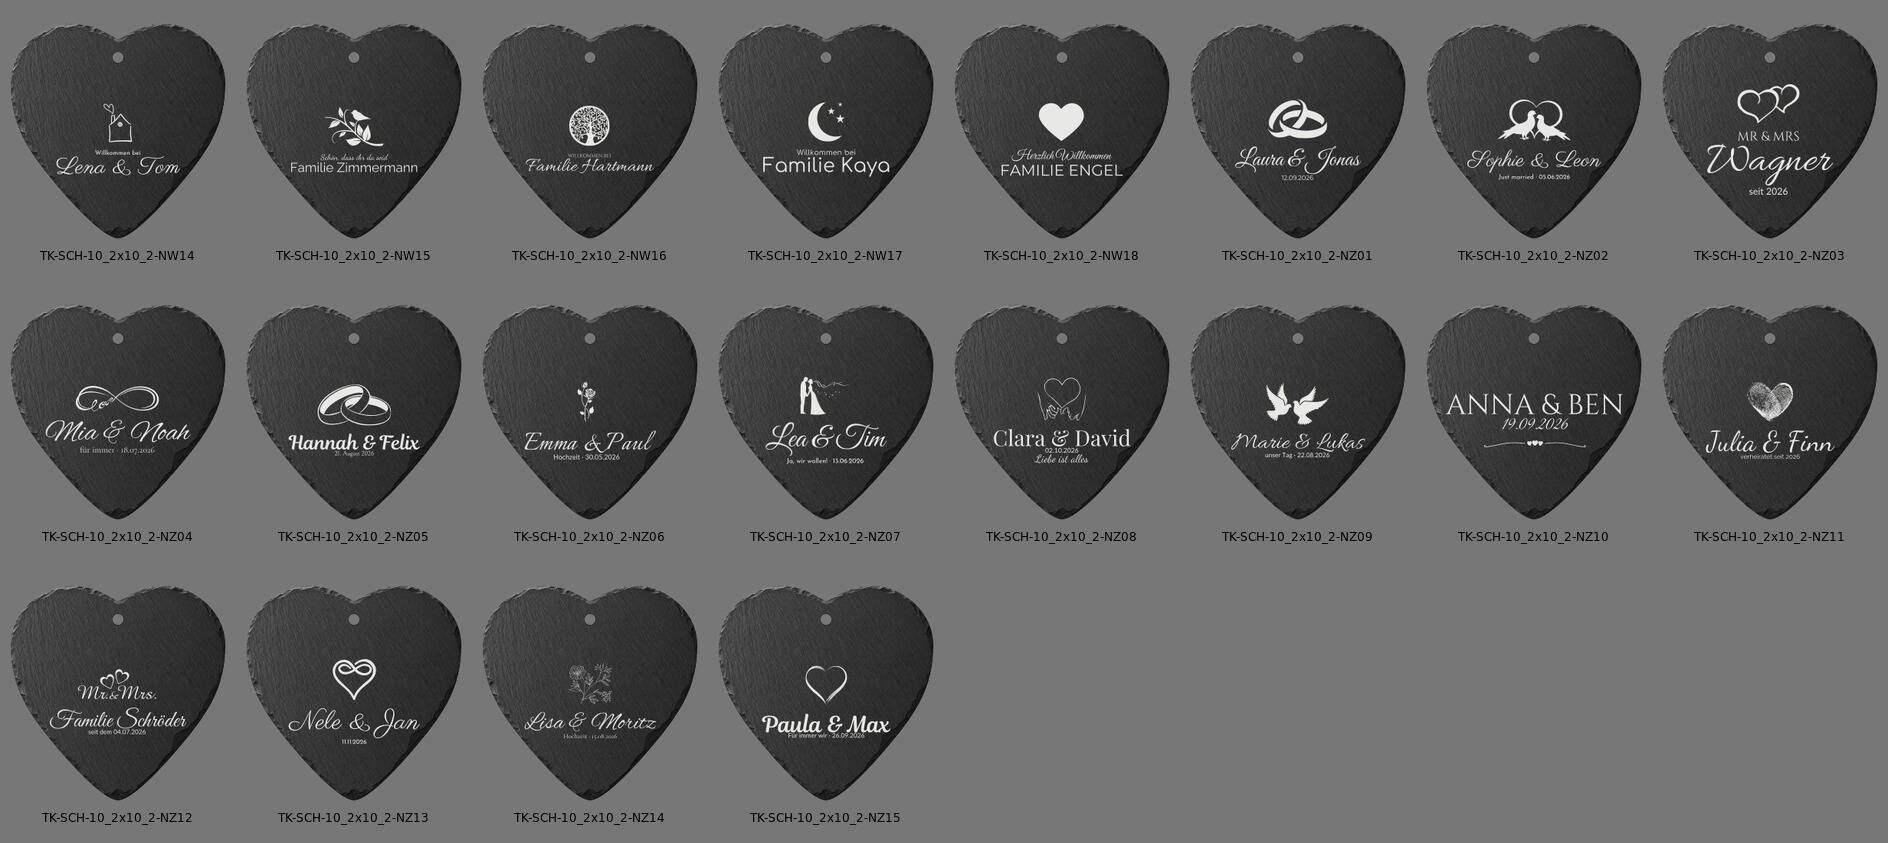 Willkommen bei
Lena & Tom
TK-SCH-10_2x10_2-NW14
Schön, dass ihr da seid
Familie Zimmermann
TK-SCH-10_2x10_2-NW15
WILLKOMMEN BEI
Familie Hartmann
TK-SCH-10_2x10_2-NW16
Willkommen bei
Familie Kaya
TK-SCH-10_2x10_2-NW17
Herzlich Willkommen
FAMILIE ENGEL
TK-SCH-10_2x10_2-NW18
Laura & Jonas
12.09.2026
TK-SCH-10_2x10_2-NZ01
Sophie & Leon
Just married · 05.06.2026
TK-SCH-10_2x10_2-NZ02
MR & MRS
Wagner
seit 2026
TK-SCH-10_2x10_2-NZ03
Mia & Noah
für immer · 18.07.2026
TK-SCH-10_2x10_2-NZ04
Hannah & Felix
21. August 2026
TK-SCH-10_2x10_2-NZ05
Emma & Paul
Hochzeit · 30.05.2026
TK-SCH-10_2x10_2-NZ06
Lea & Tim
Ja, wir wollen! · 13.06.2026
TK-SCH-10_2x10_2-NZ07
Clara & David
02.10.2026
Liebe ist alles
TK-SCH-10_2x10_2-NZ08
Marie & Lukas
unser Tag · 22.08.2026
TK-SCH-10_2x10_2-NZ09
ANNA & BEN
19.09.2026
TK-SCH-10_2x10_2-NZ10
Julia & Finn
verheiratet seit 2026
TK-SCH-10_2x10_2-NZ11
Mr. & Mrs.
Familie Schröder
seit dem 04.07.2026
TK-SCH-10_2x10_2-NZ12
Nele & Jan
11.11.2026
TK-SCH-10_2x10_2-NZ13
Lisa & Moritz
Hochzeit · 15.08.2026
TK-SCH-10_2x10_2-NZ14
Paula & Max
Für immer wir · 26.09.2026
TK-SCH-10_2x10_2-NZ15